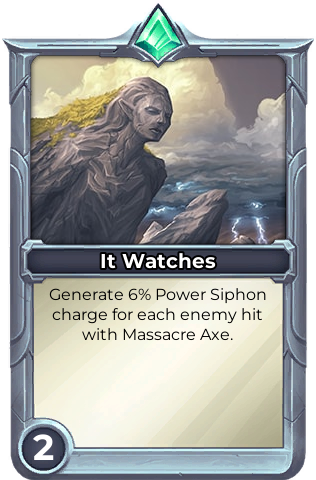 It Watches
Generate 6% Power Siphon
charge for each enemy hit
with Massacre Axe.
2